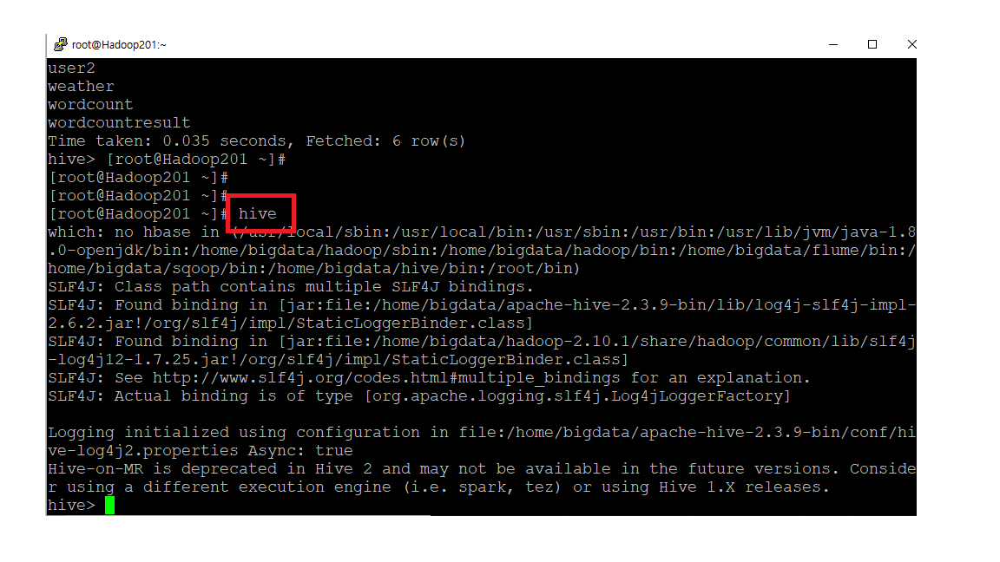 root@Hadoop201:~
user2
weather
wordcount
wordcountresult
Time taken: 0.035 seconds, Fetched: 6 row(s)
hive> [root@Hadoop201 ~]#
[root@Hadoop201 ~]#
[root@Hadoop201 ~]#
[root@Hadoop201 ~]# hive
which: no hbase in (/usr/local/sbin:/usr/local/bin:/usr/sbin:/usr/bin:/usr/lib/jvm/java-1.8
.0-openjdk/bin:/home/bigdata/hadoop/sbin:/home/bigdata/hadoop/bin:/home/bigdata/flume/bin:/
home/bigdata/sqoop/bin:/home/bigdata/hive/bin:/root/bin)
SLF4J: Class path contains multiple SLF4J bindings.
SLF4J: Found binding in [jar:file:/home/bigdata/apache-hive-2.3.9-bin/lib/log4j-slf4j-impl-
2.6.2.jar!/org/slf4j/impl/StaticLoggerBinder.class]
SLF4J: Found binding in [jar:file:/home/bigdata/hadoop-2.10.1/share/hadoop/common/lib/slf4j
-log4j12-1.7.25.jar!/org/slf4j/impl/StaticLoggerBinder.class]
SLF4J: See http://www.slf4j.org/codes.html#multiple_bindings for an explanation.
SLF4J: Actual binding is of type [org.apache.logging.slf4j.Log4jLoggerFactory]
Logging initialized using configuration in file:/home/bigdata/apache-hive-2.3.9-bin/conf/hi
ve-log4j2.properties Async: true
Hive-on-MR is deprecated in Hive 2 and may not be available in the future versions. Conside
r using a different execution engine (i.e. spark, tez) or using Hive 1.X releases.
hive>